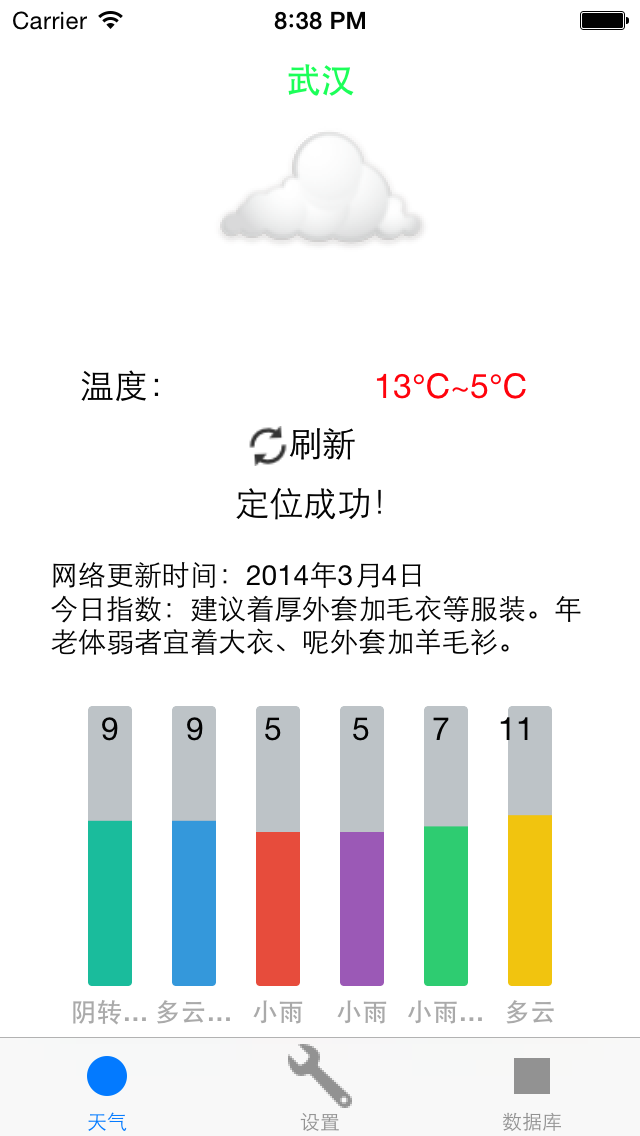 Carrier 8:38 PM
武汉
温度： 13°C~5°C
刷新
定位成功！
网络更新时间：2014年3月4日
今日指数：建议着厚外套加毛衣等服装。年
老体弱者宜着大衣、呢外套加羊毛衫。
9 9 5 5 7 11
阴转... 多云... 小雨 小雨 小雨... 多云
天气 设置 数据库